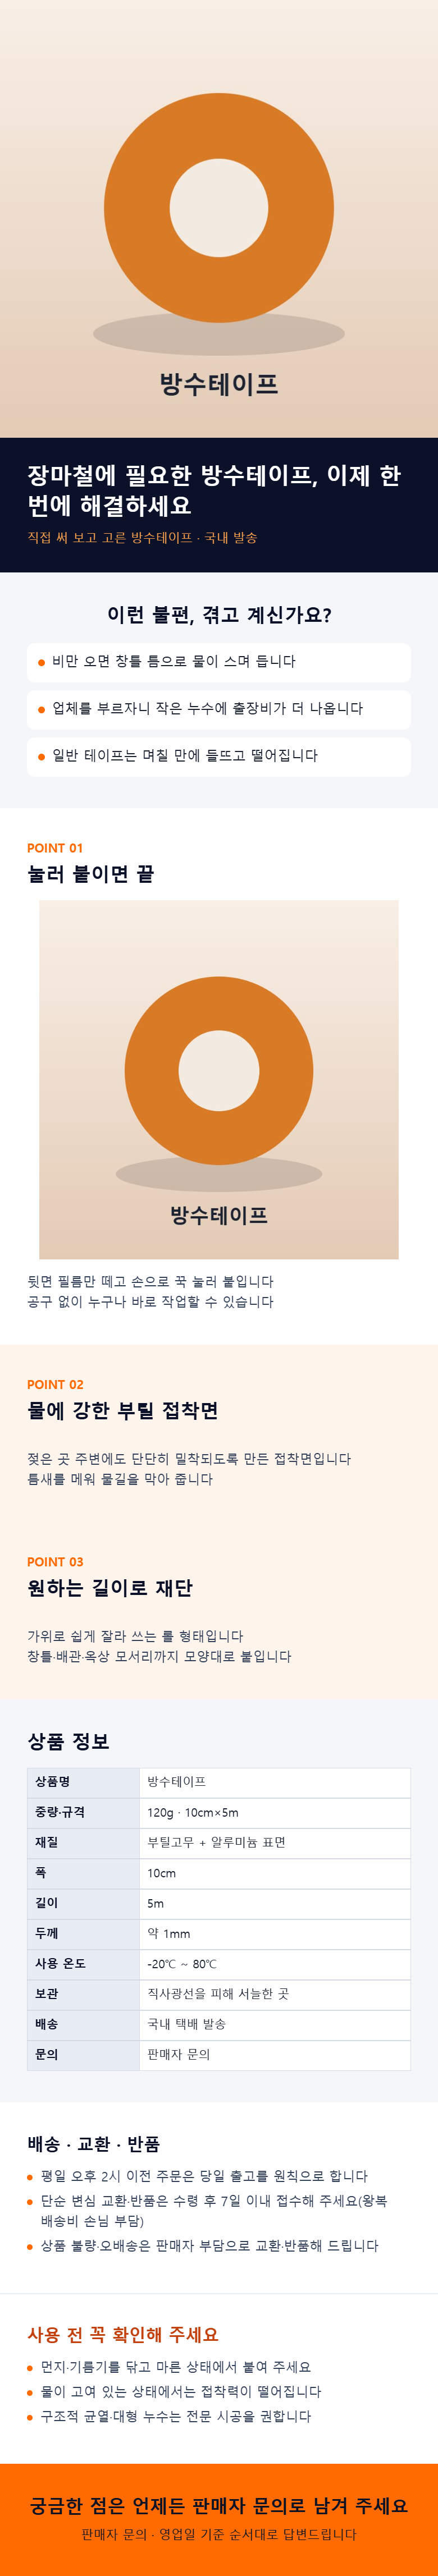 방수테이프
장마철에 필요한 방수테이프, 이제 한
번에 해결하세요
직접 써 보고 고른 방수테이프 · 국내 발송
이런 불편, 겪고 계신가요?
비만 오면 창틀 틈으로 물이 스며 듭니다
업체를 부르자니 작은 누수에 출장비가 더 나옵니다
일반 테이프는 며칠 만에 들뜨고 떨어집니다
POINT 01
눌러 붙이면 끝
방수테이프
뒷면 필름만 떼고 손으로 꾹 눌러 붙입니다
공구 없이 누구나 바로 작업할 수 있습니다
POINT 02
물에 강한 부틸 접착면
젖은 곳 주변에도 단단히 밀착되도록 만든 접착면입니다
틈새를 메워 물길을 막아 줍니다
POINT 03
원하는 길이로 재단
가위로 쉽게 잘라 쓰는 롤 형태입니다
창틀·배관·옥상 모서리까지 모양대로 붙입니다
상품 정보
상품명 방수테이프
중량·규격 120g · 10cm×5m
재질 부틸고무 + 알루미늄 표면
폭 10cm
길이 5m
두께 약 1mm
사용 온도 -20℃ ~ 80℃
보관 직사광선을 피해 서늘한 곳
배송 국내 택배 발송
문의 판매자 문의
배송 · 교환 · 반품
평일 오후 2시 이전 주문은 당일 출고를 원칙으로 합니다
단순 변심 교환·반품은 수령 후 7일 이내 접수해 주세요(왕복
배송비 손님 부담)
상품 불량·오배송은 판매자 부담으로 교환·반품해 드립니다
사용 전 꼭 확인해 주세요
먼지·기름기를 닦고 마른 상태에서 붙여 주세요
물이 고여 있는 상태에서는 접착력이 떨어집니다
구조적 균열·대형 누수는 전문 시공을 권합니다
궁금한 점은 언제든 판매자 문의로 남겨 주세요
판매자 문의 · 영업일 기준 순서대로 답변드립니다